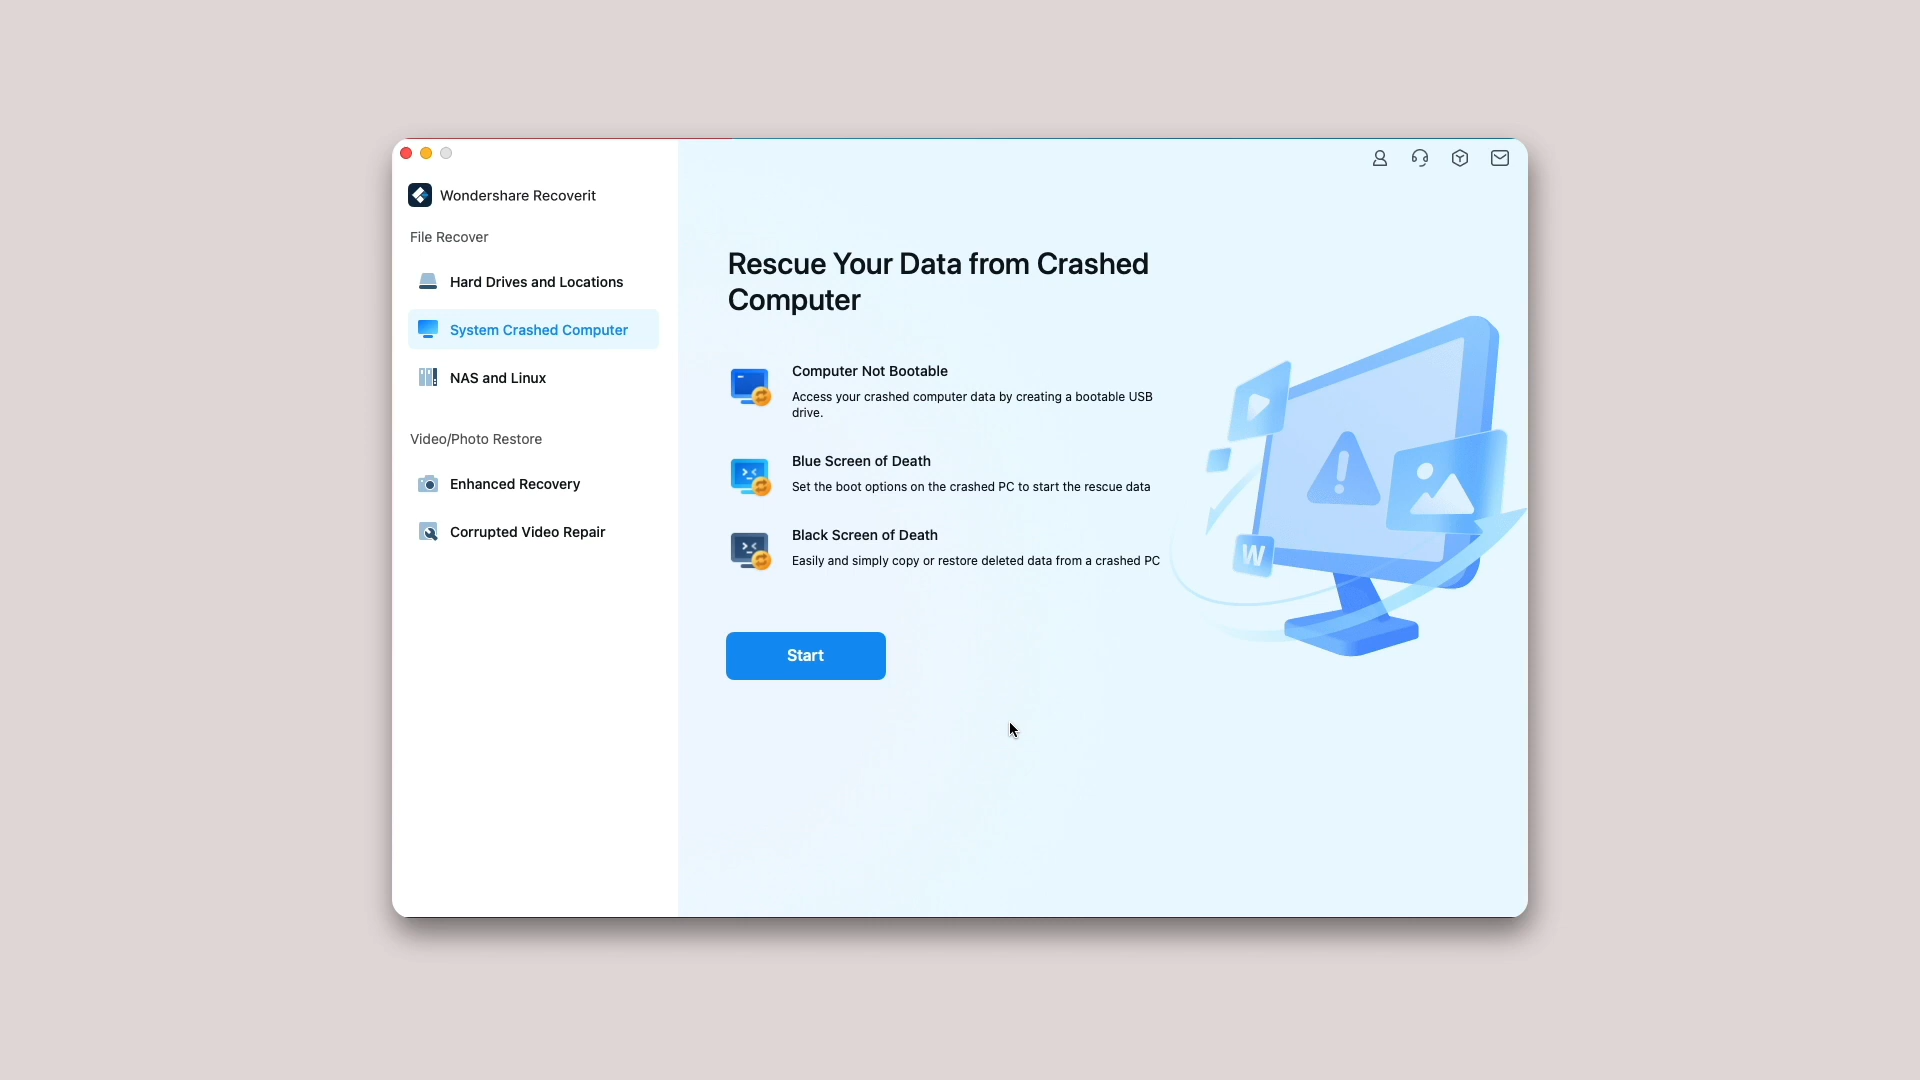 Wondershare Recoverit
File Recover
Hard Drives and Locations
System Crashed Computer
NAS and Linux
Video/Photo Restore
Enhanced Recovery
Corrupted Video Repair
Rescue Your Data from Crashed
Computer
Computer Not Bootable
Access your crashed computer data by creating a bootable USB
drive.
Blue Screen of Death
Set the boot options on the crashed PC to start the rescue data
Black Screen of Death
Easily and simply copy or restore deleted data from a crashed PC
Start
W